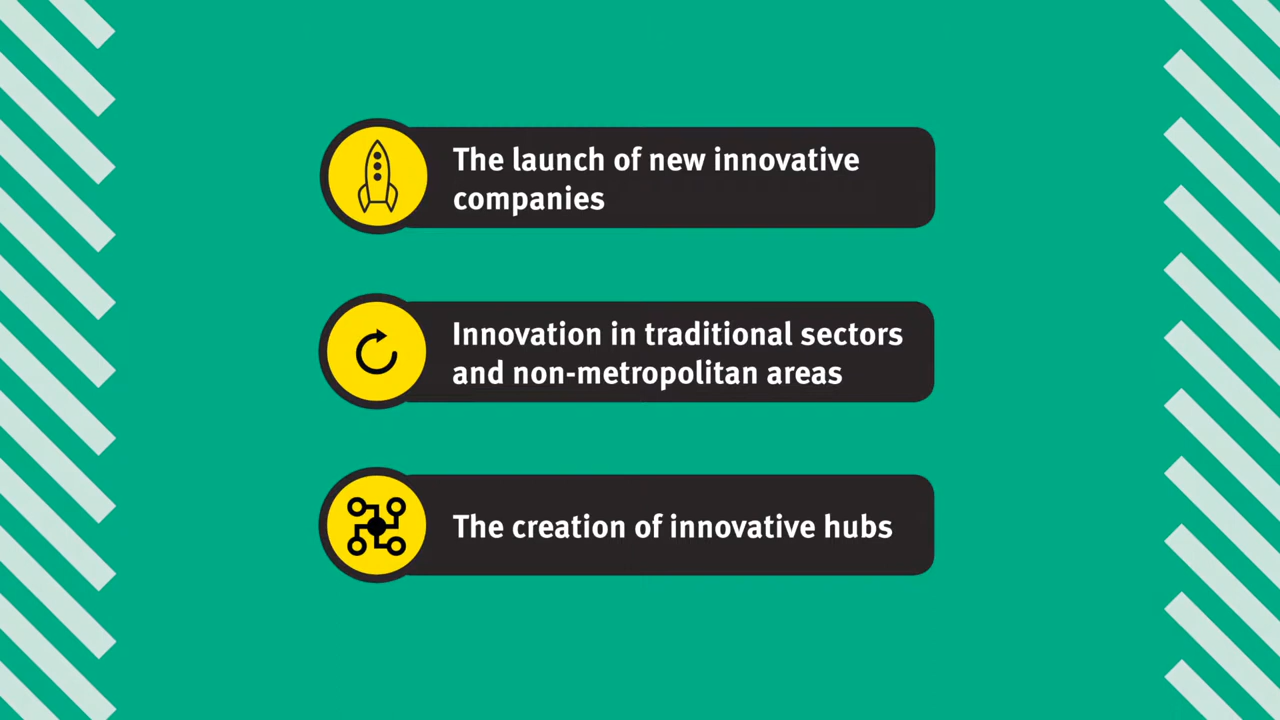 The launch of new innovative
companies
Innovation in traditional sectors
and non-metropolitan areas
The creation of innovative hubs